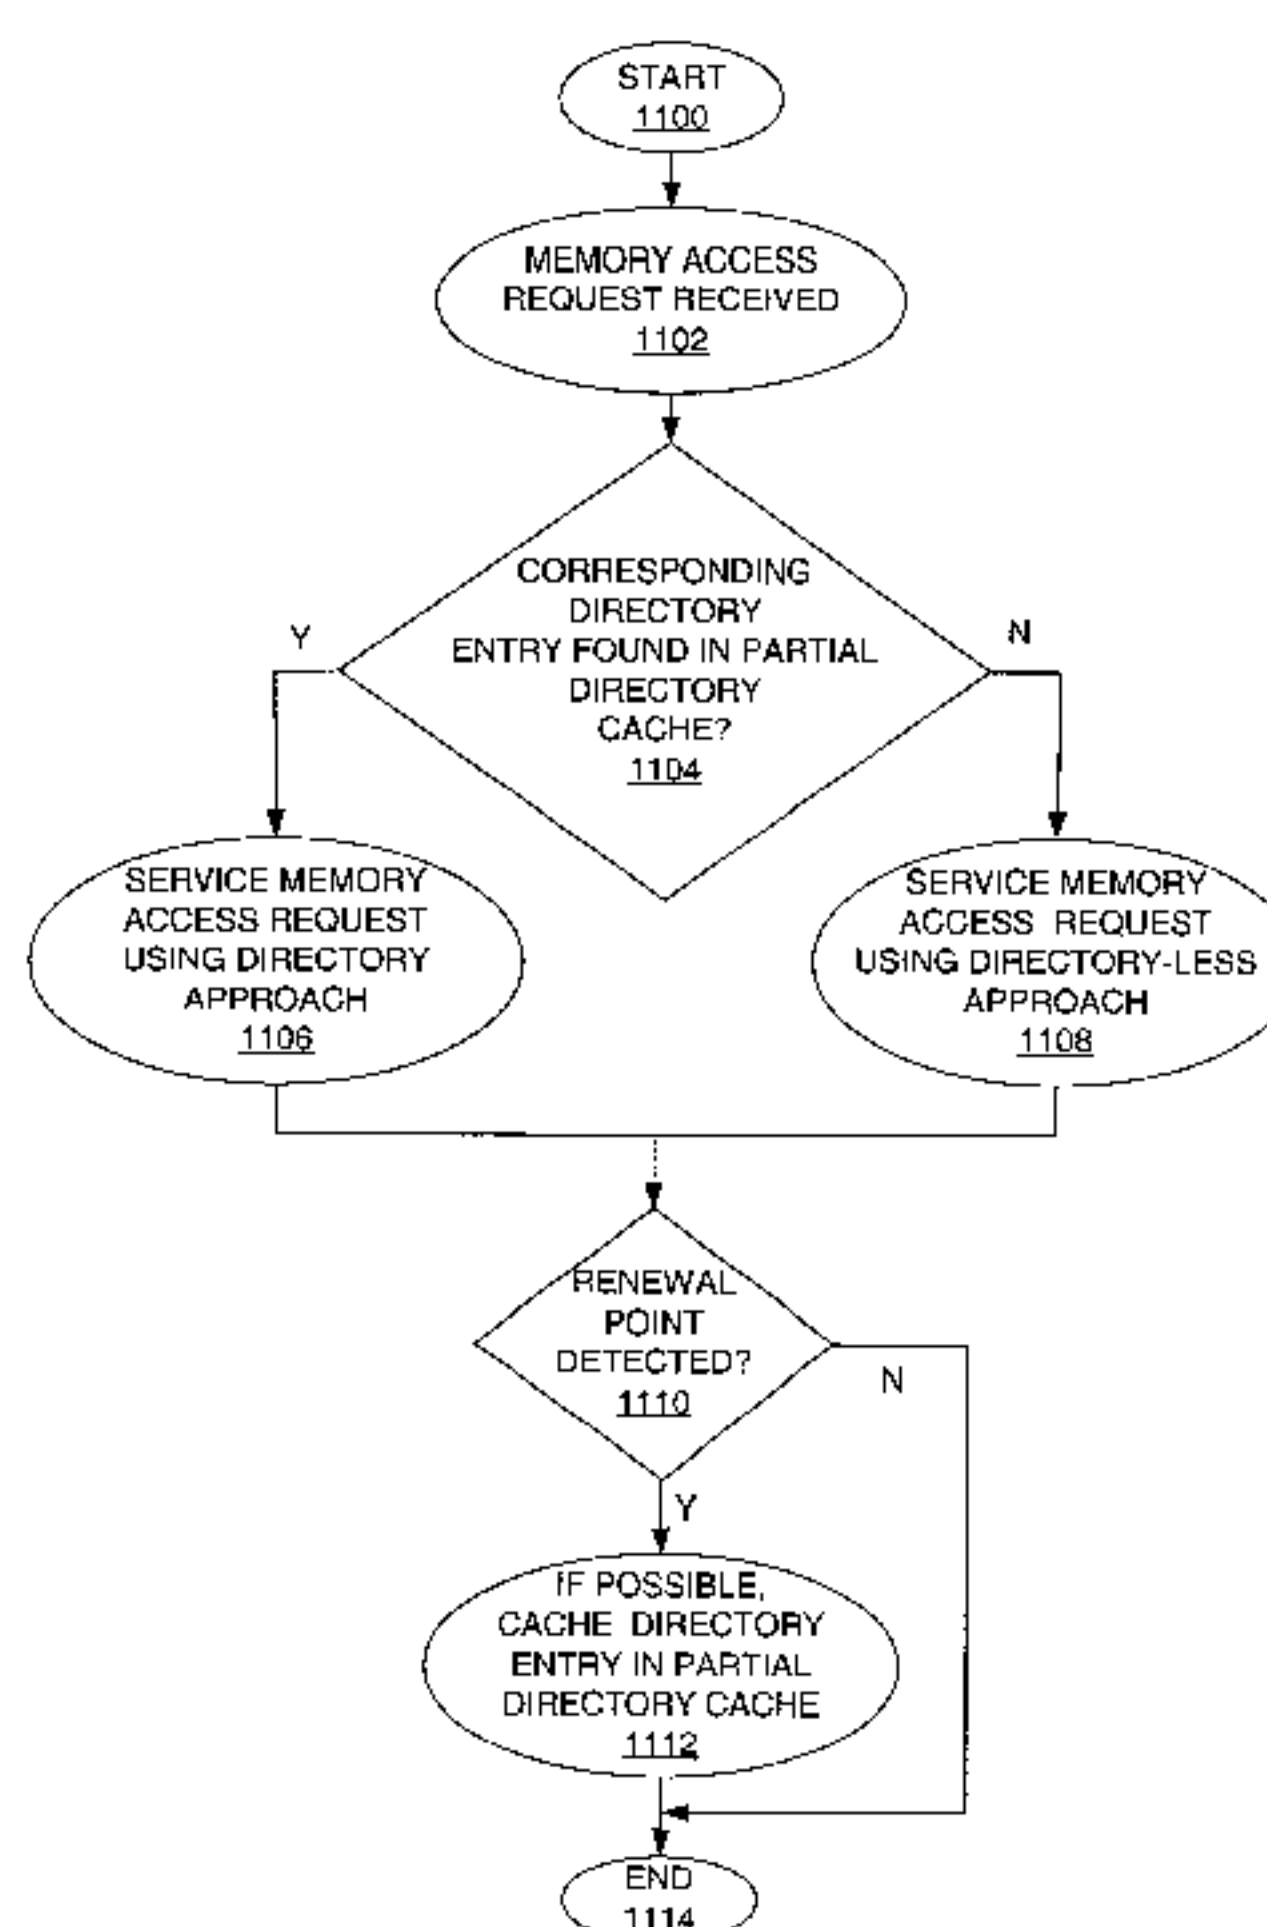 START
1100
MEMORY ACCESS
REQUEST RECEIVED
1102
CORRESPONDING
DIRECTORY
ENTRY FOUND IN PARTIAL
DIRECTORY
CACHE?
1104
Y
N
SERVICE MEMORY
ACCESS REQUEST
USING DIRECTORY
APPROACH
1106
SERVICE MEMORY
ACCESS REQUEST
USING DIRECTORY-LESS
APPROACH
1108
RENEWAL
POINT
DETECTED?
1110
N
Y
IF POSSIBLE,
CACHE DIRECTORY
ENTRY IN PARTIAL
DIRECTORY CACHE
1112
END
1114